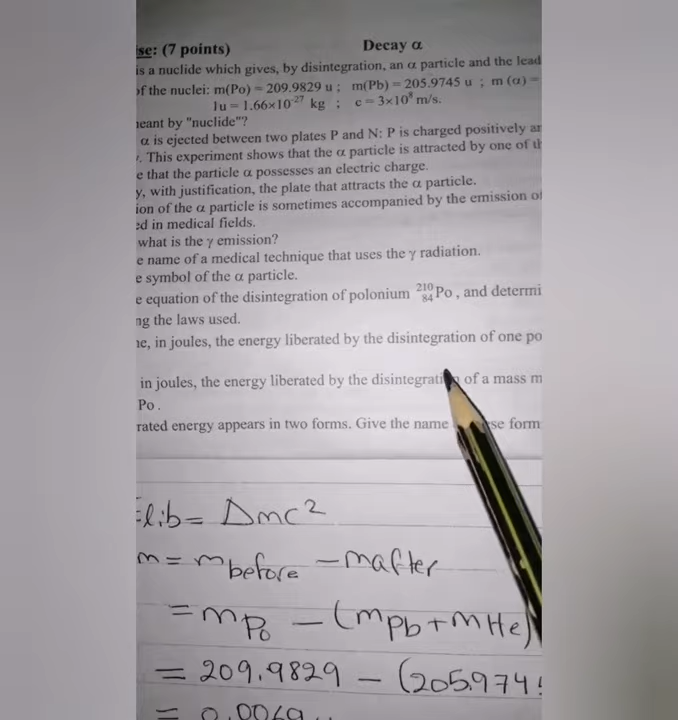 se: (7 points) Decay α
is a nuclide which gives, by disintegration, an α particle and the lead
of the nuclei: m(Po) = 209.9829 u ; m(Pb) = 205.9745 u ; m (α) =
1u = 1.66×10⁻²⁷ kg ; c = 3×10⁸ m/s.
eant by "nuclide"?
α is ejected between two plates P and N: P is charged positively an
. This experiment shows that the α particle is attracted by one of th
e that the particle α possesses an electric charge.
y, with justification, the plate that attracts the α particle.
ion of the α particle is sometimes accompanied by the emission of
ed in medical fields.
what is the γ emission?
e name of a medical technique that uses the γ radiation.
e symbol of the α particle.
e equation of the disintegration of polonium ²¹⁰₈₄Po , and determi
ng the laws used.
ne, in joules, the energy liberated by the disintegration of one po
in joules, the energy liberated by the disintegrati of a mass m
Po .
rated energy appears in two forms. Give the name se form
Elib = Δmc²
m = m before - mafter
= mPo - (mPb + mHe)
= 209.9829 - (205.974
= 0.0069